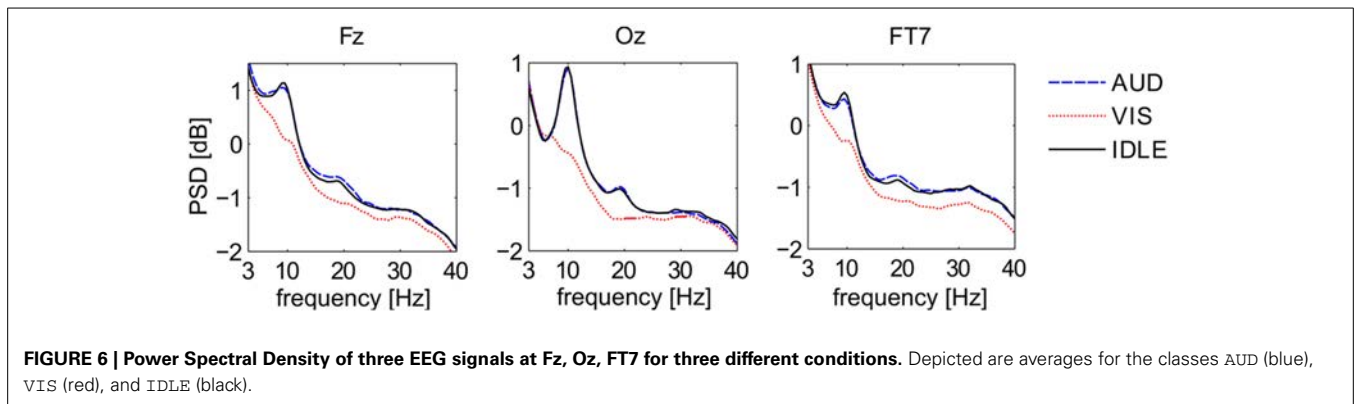 Fz
Oz
FT7
PSD [dB]
1
0
−1
−2
3 10 20 30 40
frequency [Hz]
1
0
−1
−2
3 10 20 30 40
frequency [Hz]
1
0
−1
−2
3 10 20 30 40
frequency [Hz]
AUD
VIS
IDLE
FIGURE 6 | Power Spectral Density of three EEG signals at Fz, Oz, FT7 for three different conditions. Depicted are averages for the classes AUD (blue),
VIS (red), and IDLE (black).